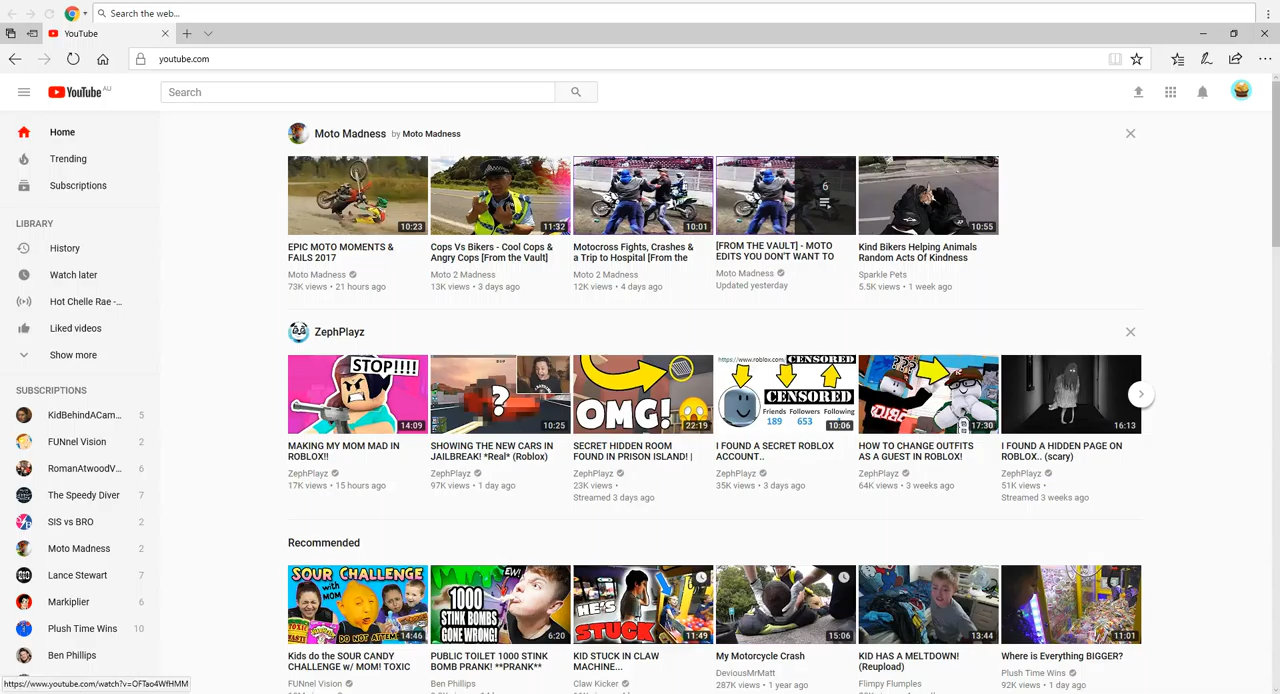 Search the web...
YouTube
youtube.com
YouTube AU
Search
Home
Trending
Subscriptions
LIBRARY
History
Watch later
Hot Chelle Rae -...
Liked videos
Show more
SUBSCRIPTIONS
KidBehindACam... 5
FUNnel Vision 2
RomanAtwoodV... 6
The Speedy Diver 7
SIS vs BRO 2
Moto Madness 2
Lance Stewart 7
Markiplier 6
Plush Time Wins 10
Ben Phillips
https://www.youtube.com/watch?v=OFTao4WfHMM
Moto Madness by Moto Madness
10:23
11:32
10:01
6
10:55
EPIC MOTO MOMENTS &
FAILS 2017
Moto Madness
73K views • 21 hours ago
Cops Vs Bikers - Cool Cops &
Angry Cops [From the Vault]
Moto 2 Madness
13K views • 3 days ago
Motocross Fights, Crashes &
a Trip to Hospital [From the
Moto 2 Madness
12K views • 4 days ago
[FROM THE VAULT] - MOTO
EDITS YOU DON'T WANT TO
Moto Madness
Updated yesterday
Kind Bikers Helping Animals
Random Acts Of Kindness
Sparkle Pets
5.5K views • 1 week ago
ZephPlayz
STOP!!!!
14:09
?
10:25
OMG!
22:19
https://www.roblox.com
CENSORED
CENSORED
Friends Followers Following
189 653
10:06
17:30
16:13
MAKING MY MOM MAD IN
ROBLOX!!
ZephPlayz
17K views • 15 hours ago
SHOWING THE NEW CARS IN
JAILBREAK! *Real* (Roblox)
ZephPlayz
97K views • 1 day ago
SECRET HIDDEN ROOM
FOUND IN PRISON ISLAND! |
ZephPlayz
23K views •
Streamed 3 days ago
I FOUND A SECRET ROBLOX
ACCOUNT..
ZephPlayz
35K views • 3 days ago
HOW TO CHANGE OUTFITS
AS A GUEST IN ROBLOX!
ZephPlayz
64K views • 3 weeks ago
I FOUND A HIDDEN PAGE ON
ROBLOX.. (scary)
ZephPlayz
51K views •
Streamed 3 weeks ago
Recommended
SOUR CHALLENGE
with
MOM!
TOXIC
WASTE
DO NOT ATTEM
14:46
EW!
1000
STINK BOMBS
GONE WRONG!
6:20
HE'S
STUCK
11:49
15:06
13:44
11:01
Kids do the SOUR CANDY
CHALLENGE w/ MOM! TOXIC
FUNnel Vision
PUBLIC TOILET 1000 STINK
BOMB PRANK! **PRANK**
Ben Phillips
KID STUCK IN CLAW
MACHINE...
Claw Kicker
My Motorcycle Crash
DeviousMrMatt
287K views • 1 year ago
KID HAS A MELTDOWN!
(Reupload)
Flimpy Flumples
Where is Everything BIGGER?
Plush Time Wins
92K views • 1 day ago